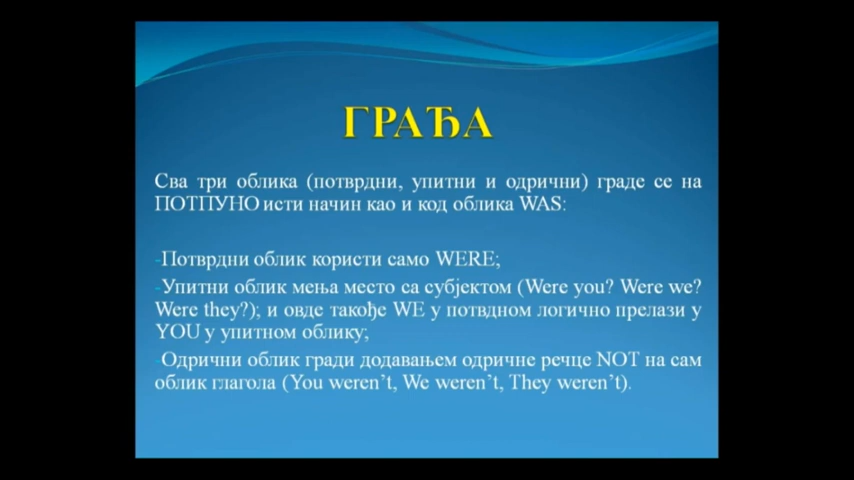 ГРАЂА
Сва три облика (потврдни, упитни и одрични) граде се на
ПОТПУНО исти начин као и код облика WAS:
-Потврдни облик користи само WERE;
-Упитни облик мења место са субјектом (Were you? Were we?
Were they?); и овде такође WE у потвдном логично прелази у
YOU у упитном облику;
-Одрични облик гради додавањем одричне речце NOT на сам
облик глагола (You weren’t, We weren’t, They weren’t).